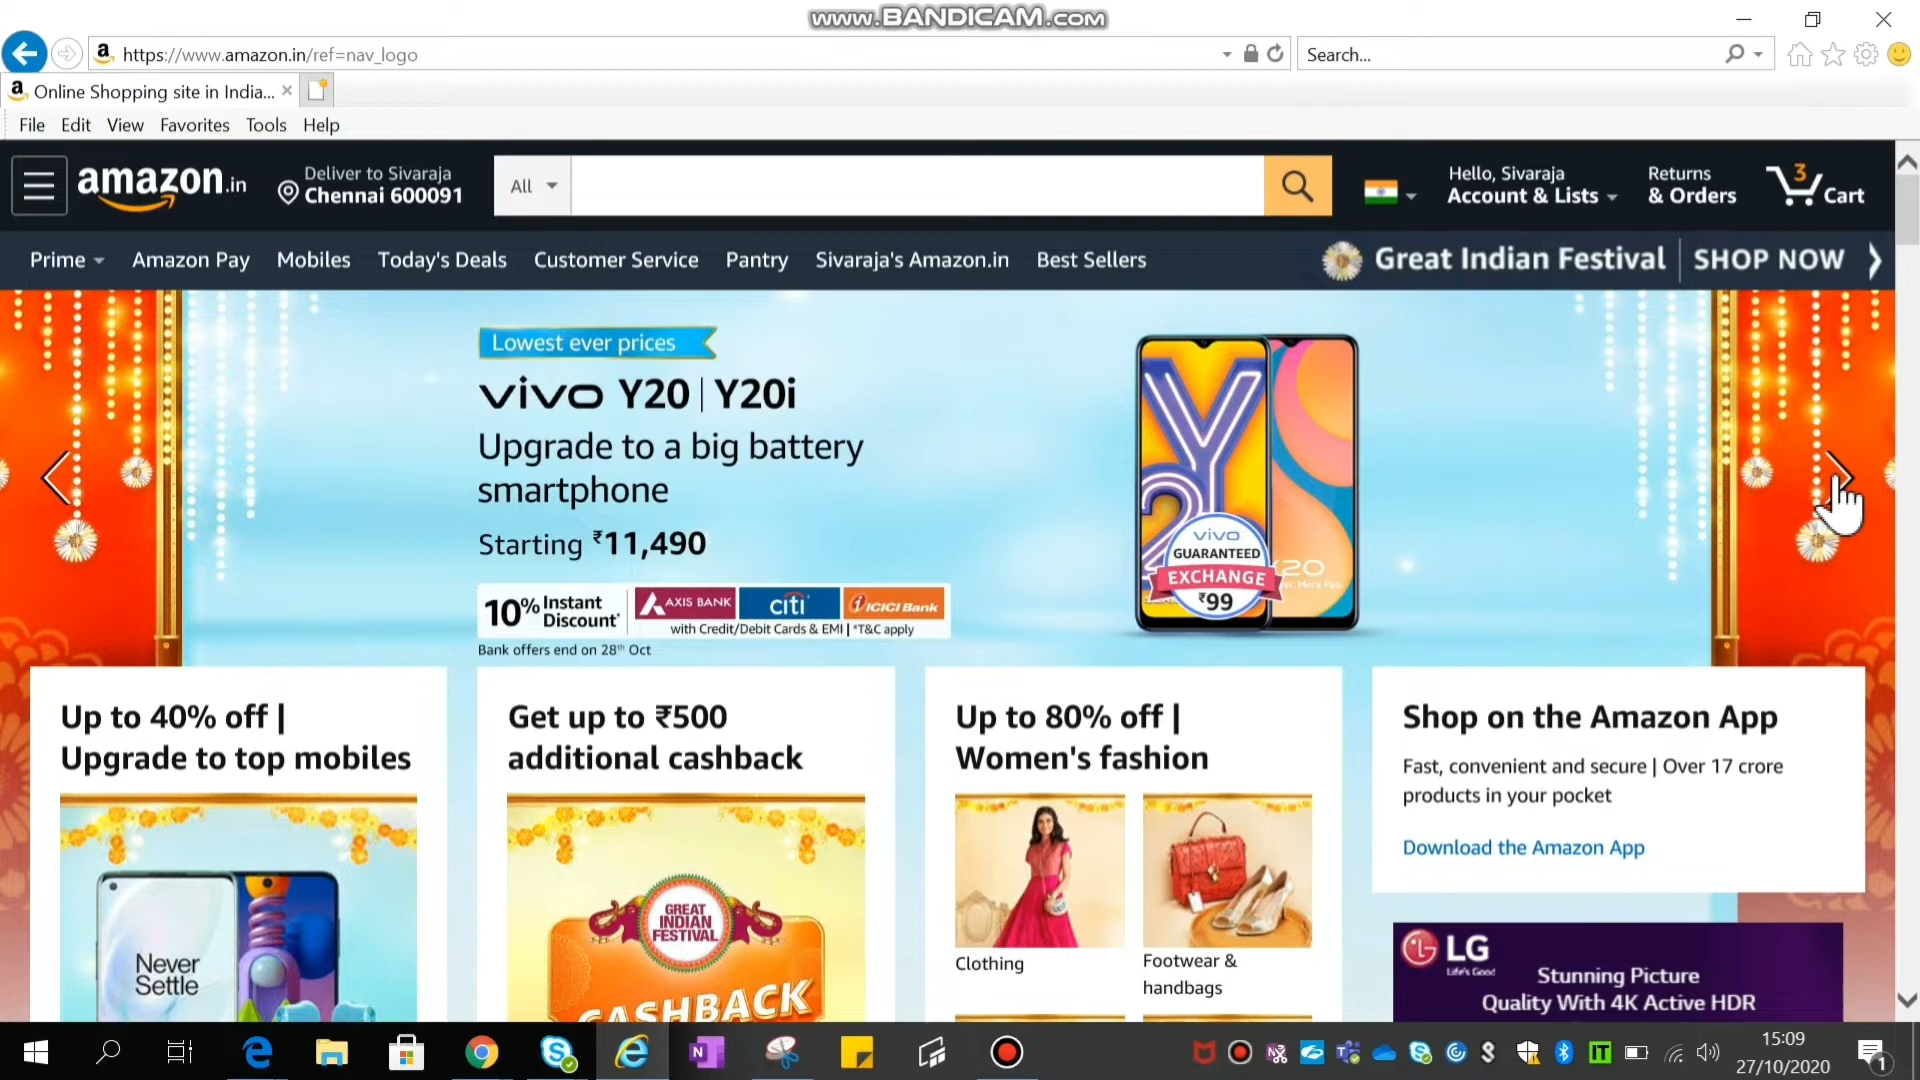 www.BANDICAM.com
https://www.amazon.in/ref=nav_logo
Search...
Online Shopping site in India...
File Edit View Favorites Tools Help
amazon.in
Deliver to Sivaraja
Chennai 600091
All
Hello, Sivaraja
Account & Lists
Returns
& Orders
3
Cart
Prime Amazon Pay Mobiles Today's Deals Customer Service Pantry Sivaraja's Amazon.in Best Sellers
Great Indian Festival SHOP NOW
Lowest ever prices
vivo Y20 | Y20i
Upgrade to a big battery
smartphone
Starting ₹11,490
10% Instant
Discount*
AXIS BANK
citi
ICICI Bank
with Credit/Debit Cards & EMI | *T&C apply
Bank offers end on 28th Oct
vivo
GUARANTEED
EXCHANGE
₹99
Up to 40% off |
Upgrade to top mobiles
Never
Settle
Get up to ₹500
additional cashback
GREAT
INDIAN
FESTIVAL
CASHBACK
Up to 80% off |
Women's fashion
Clothing
Footwear &
handbags
Shop on the Amazon App
Fast, convenient and secure | Over 17 crore
products in your pocket
Download the Amazon App
LG
Life's Good
Stunning Picture
Quality With 4K Active HDR
15:09
27/10/2020
1